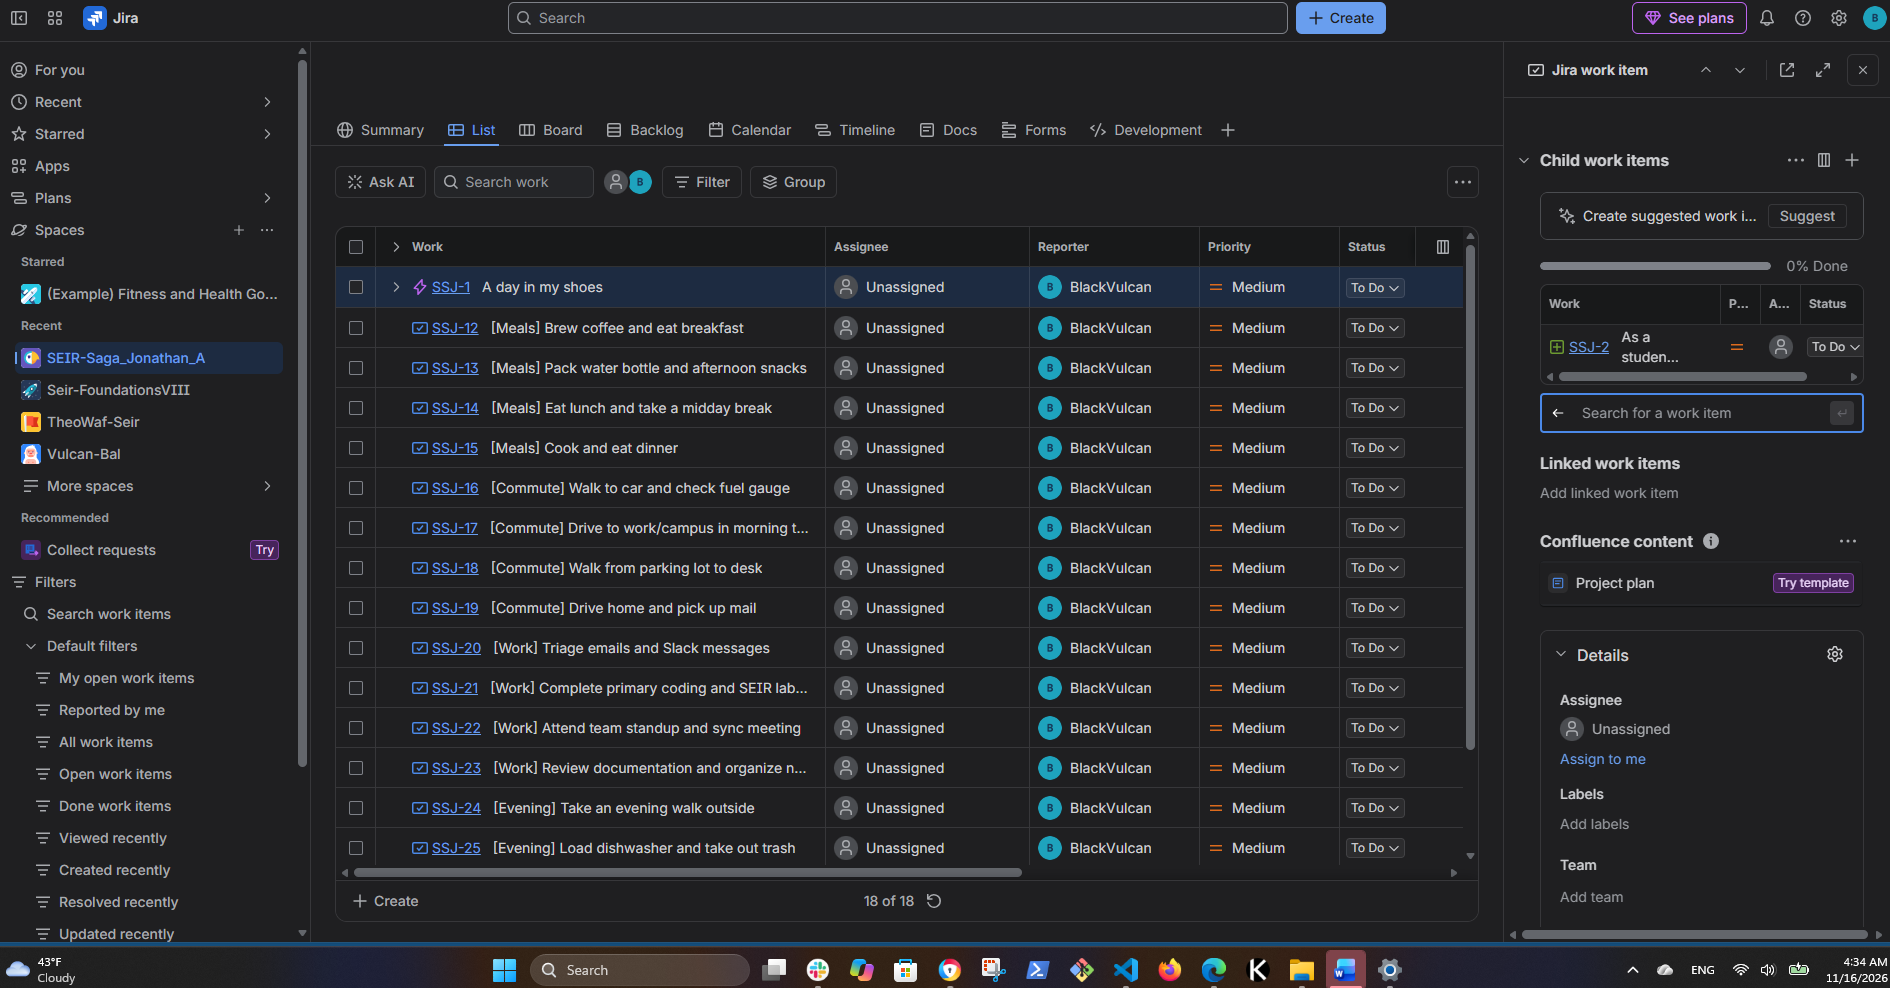 Jira
Search
Create
See plans
B
For you
Recent
Starred
Apps
Plans
Spaces
Starred
(Example) Fitness and Health Go...
Recent
SEIR-Saga_Jonathan_A
Seir-FoundationsVIII
TheoWaf-Seir
Vulcan-Bal
More spaces
Recommended
Collect requests Try
Filters
Search work items
Default filters
My open work items
Reported by me
All work items
Open work items
Done work items
Viewed recently
Created recently
Resolved recently
Updated recently
Summary List Board Backlog Calendar Timeline Docs Forms Development
Ask AI Search work B Filter Group
Work Assignee Reporter Priority Status
SSJ-1 A day in my shoes Unassigned B BlackVulcan Medium To Do
SSJ-12 [Meals] Brew coffee and eat breakfast Unassigned B BlackVulcan Medium To Do
SSJ-13 [Meals] Pack water bottle and afternoon snacks Unassigned B BlackVulcan Medium To Do
SSJ-14 [Meals] Eat lunch and take a midday break Unassigned B BlackVulcan Medium To Do
SSJ-15 [Meals] Cook and eat dinner Unassigned B BlackVulcan Medium To Do
SSJ-16 [Commute] Walk to car and check fuel gauge Unassigned B BlackVulcan Medium To Do
SSJ-17 [Commute] Drive to work/campus in morning t... Unassigned B BlackVulcan Medium To Do
SSJ-18 [Commute] Walk from parking lot to desk Unassigned B BlackVulcan Medium To Do
SSJ-19 [Commute] Drive home and pick up mail Unassigned B BlackVulcan Medium To Do
SSJ-20 [Work] Triage emails and Slack messages Unassigned B BlackVulcan Medium To Do
SSJ-21 [Work] Complete primary coding and SEIR lab... Unassigned B BlackVulcan Medium To Do
SSJ-22 [Work] Attend team standup and sync meeting Unassigned B BlackVulcan Medium To Do
SSJ-23 [Work] Review documentation and organize n... Unassigned B BlackVulcan Medium To Do
SSJ-24 [Evening] Take an evening walk outside Unassigned B BlackVulcan Medium To Do
SSJ-25 [Evening] Load dishwasher and take out trash Unassigned B BlackVulcan Medium To Do
Create 18 of 18
Jira work item
Child work items
Create suggested work i... Suggest
0% Done
Work P... A... Status
SSJ-2 As a studen... To Do
Search for a work item
Linked work items
Add linked work item
Confluence content
Project plan Try template
Details
Assignee
Unassigned
Assign to me
Labels
Add labels
Team
Add team
43°F
Cloudy
Search
ENG
4:34 AM
11/16/2026